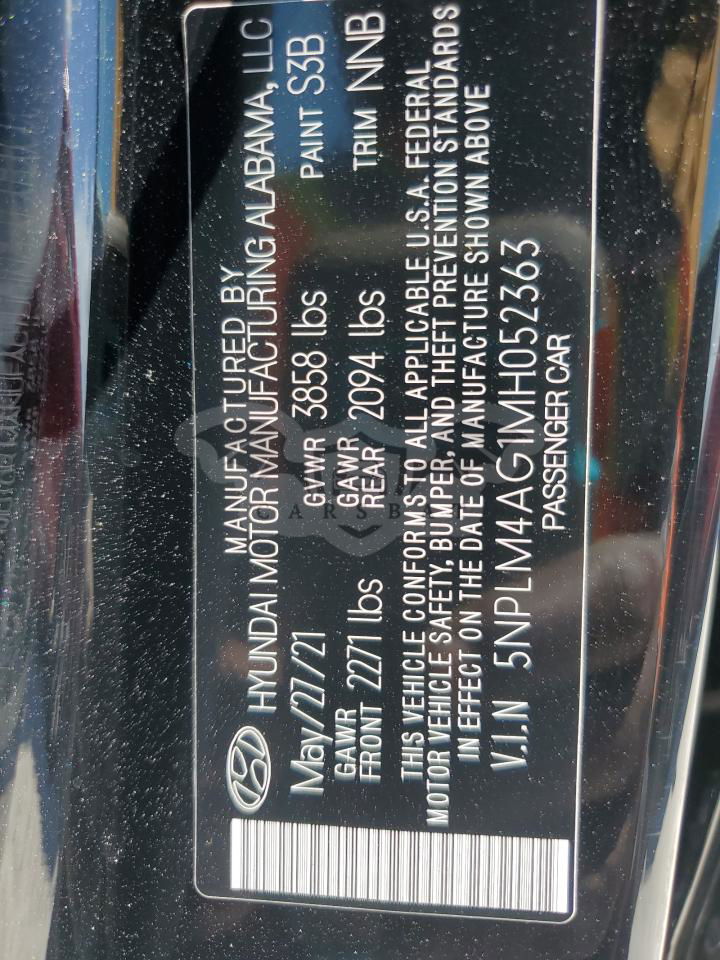 MANUFACTURED BY
HYUNDAI MOTOR MANUFACTURING ALABAMA, LLC
May/27/21 GVWR 3858 lbs PAINT S3B
GAWR FRONT 2271 lbs GAWR REAR 2094 lbs TRIM NNB
THIS VEHICLE CONFORMS TO ALL APPLICABLE U.S.A. FEDERAL
MOTOR VEHICLE SAFETY, BUMPER, AND THEFT PREVENTION STANDARDS
IN EFFECT ON THE DATE OF MANUFACTURE SHOWN ABOVE
V.I.N 5NPLM4AG1MH052363
PASSENGER CAR